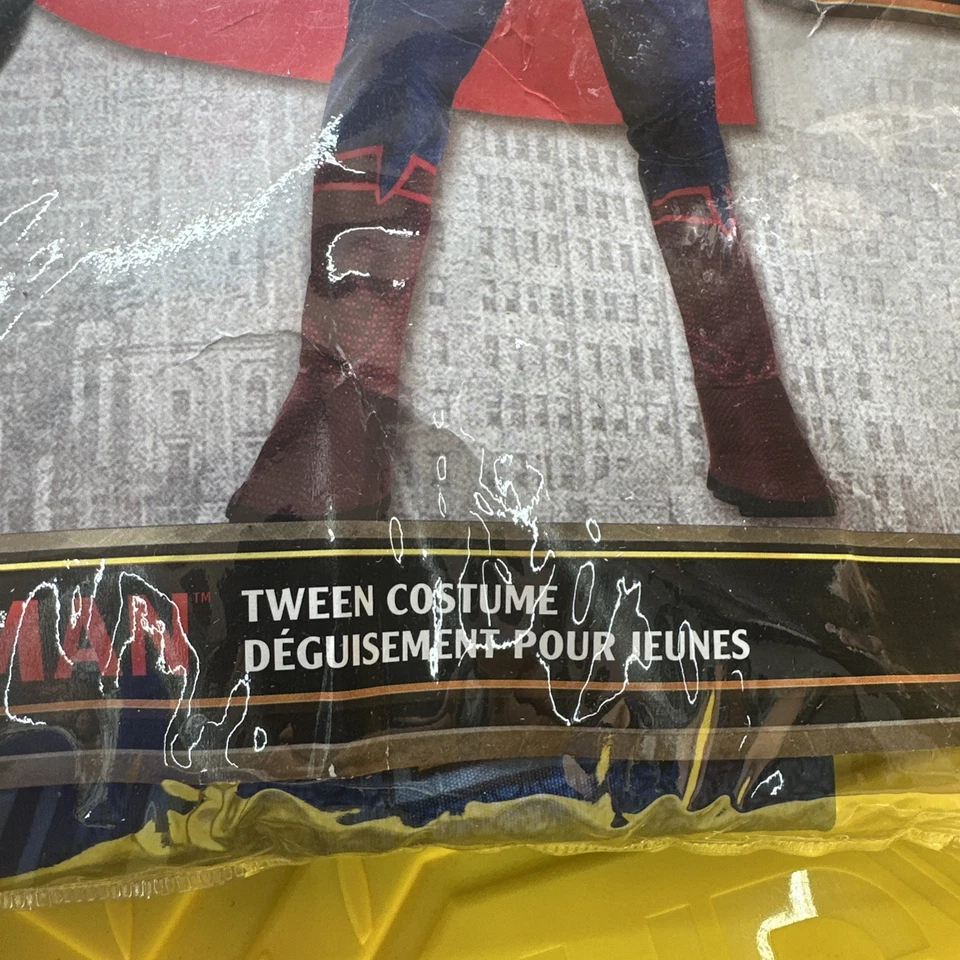 MAN™
TWEEN COSTUME
DÉGUISEMENT POUR JEUNES